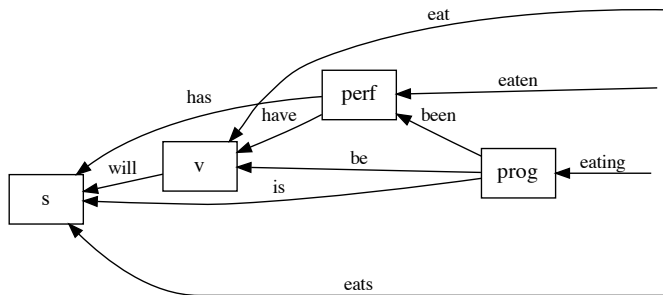 eat
perf
eaten
has
have
been
v
be
prog
eating
will
is
s
eats